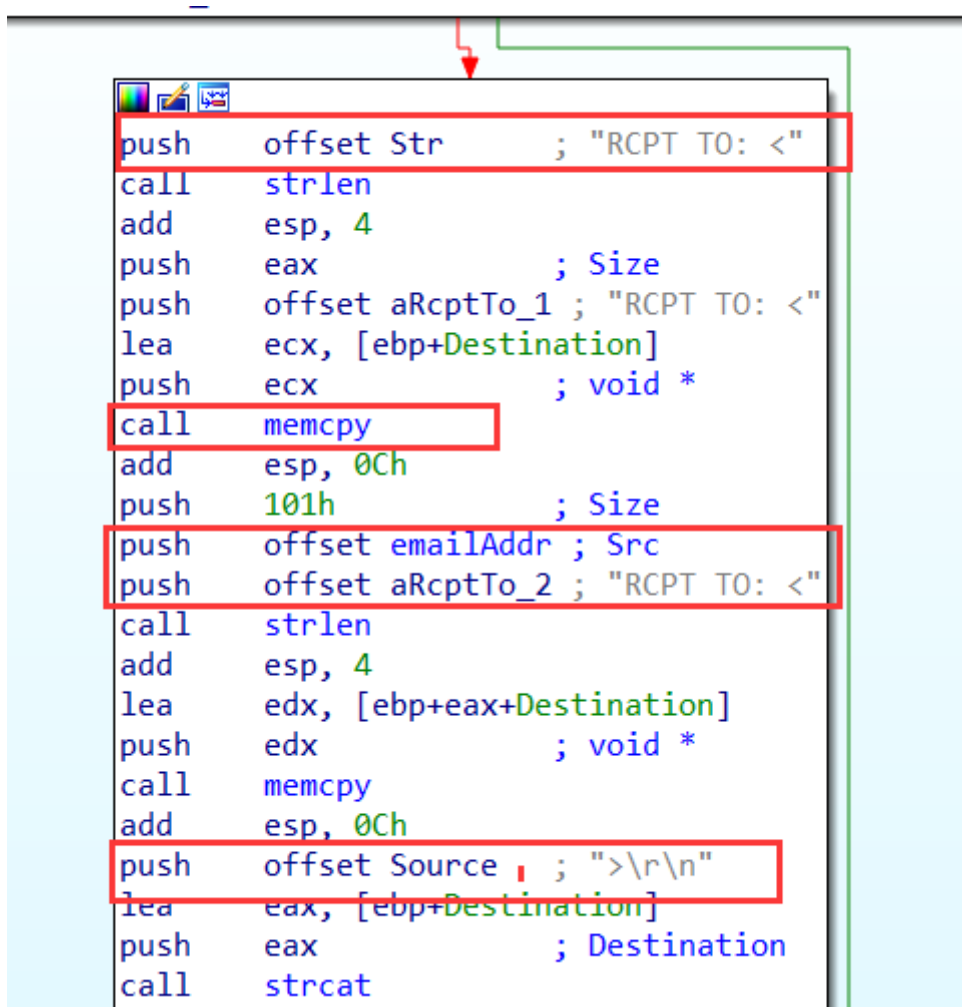 push offset Str ; "RCPT TO: <"
call strlen
add esp, 4
push eax ; Size
push offset aRcptTo_1 ; "RCPT TO: <"
lea ecx, [ebp+Destination]
push ecx ; void *
call memcpy
add esp, 0Ch
push 101h ; Size
push offset emailAddr ; Src
push offset aRcptTo_2 ; "RCPT TO: <"
call strlen
add esp, 4
lea edx, [ebp+eax+Destination]
push edx ; void *
call memcpy
add esp, 0Ch
push offset Source ; ">\r\n"
lea eax, [ebp+Destination]
push eax ; Destination
call strcat